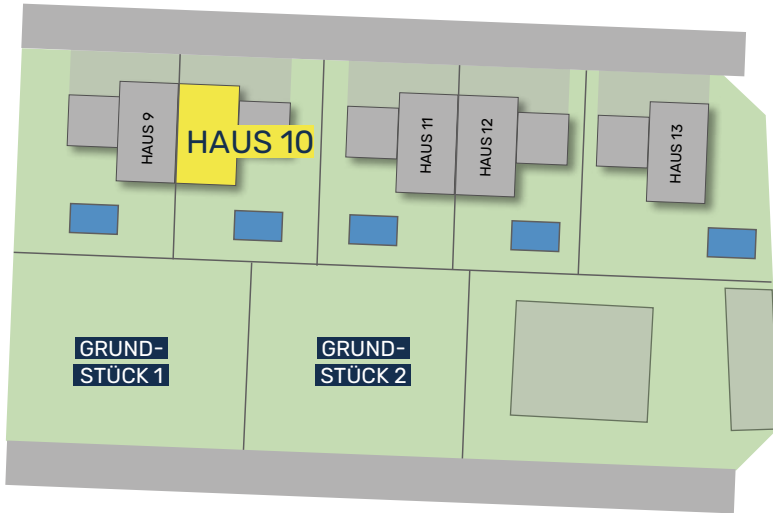 HAUS 9
HAUS 10
HAUS 11
HAUS 12
HAUS 13
GRUND-
STÜCK 1
GRUND-
STÜCK 2